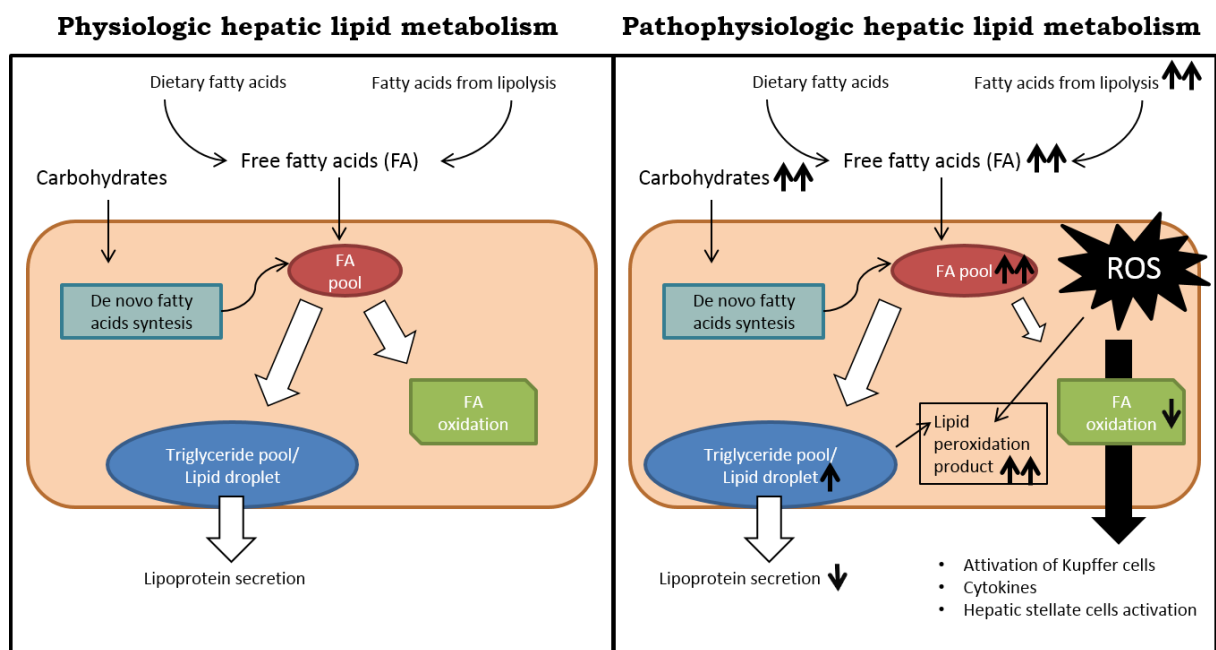 Physiologic hepatic lipid metabolism
Dietary fatty acids
Fatty acids from lipolysis
Free fatty acids (FA)
Carbohydrates
FA
pool
De novo fatty
acids syntesis
FA
oxidation
Triglyceride pool/
Lipid droplet
Lipoprotein secretion
Pathophysiologic hepatic lipid metabolism
Dietary fatty acids
Fatty acids from lipolysis
Free fatty acids (FA)
Carbohydrates
FA pool
ROS
De novo fatty
acids syntesis
FA
oxidation
Lipid
peroxidation
product
Triglyceride pool/
Lipid droplet
Lipoprotein secretion
• Attivation of Kupffer cells
• Cytokines
• Hepatic stellate cells activation